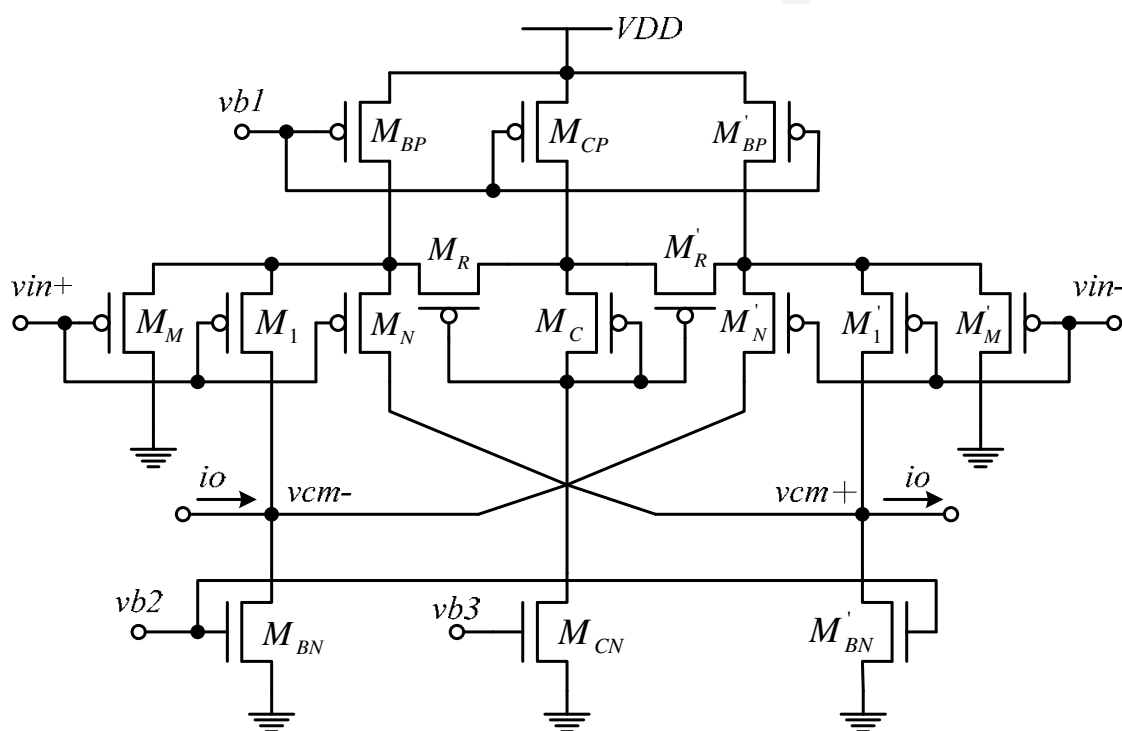 VDD
vb1
M_BP
M_CP
M'_BP
M_R
M'_R
vin+
M_M
M_1
M_N
M_C
M'_N
M'_1
M'_M
vin-
io
vcm-
vcm+
io
vb2
M_BN
vb3
M_CN
M'_BN